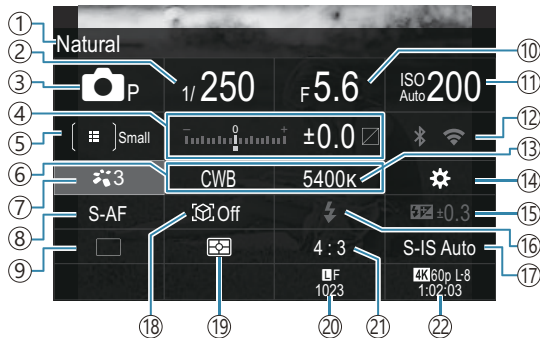 ① Natural
② 1/250
③ P
④ − 0 + ±0.0
⑤ Small
⑥ CWB 5400K
⑦ 3
⑧ S-AF
⑨
⑩ F5.6
⑪ ISO Auto 200
⑫
⑬
⑭
⑮ ±0.3
⑯
⑰ S-IS Auto
⑱ Off
⑲
⑳ LF 1023
㉑ 4:3
㉒ 4K 60p L-8 1:02:03